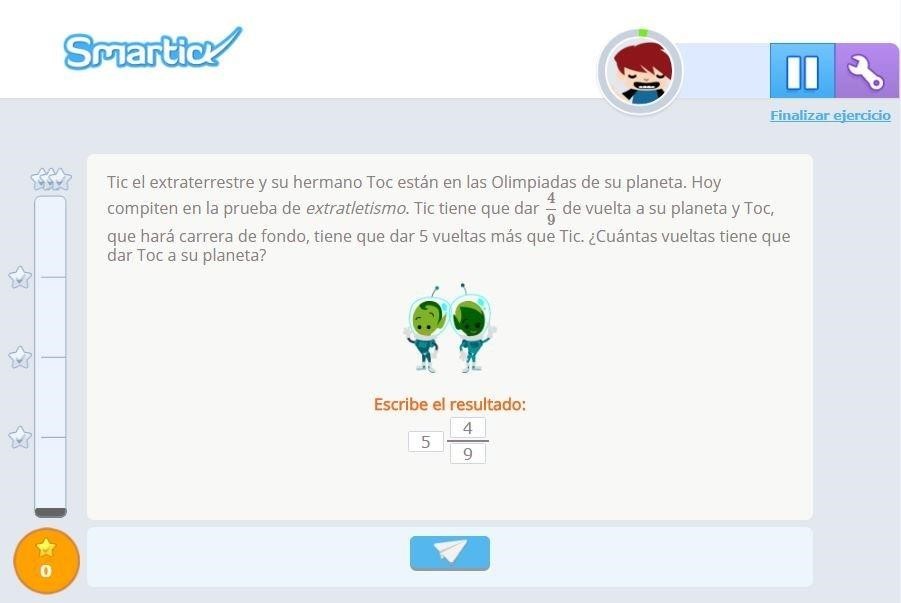 Smartick
Finalizar ejercicio
Tic el extraterrestre y su hermano Toc están en las Olimpiadas de su planeta. Hoy
compiten en la prueba de extratletismo. Tic tiene que dar 4/9 de vuelta a su planeta y Toc,
que hará carrera de fondo, tiene que dar 5 vueltas más que Tic. ¿Cuántas vueltas tiene que
dar Toc a su planeta?
Escribe el resultado:
5 4/9
0